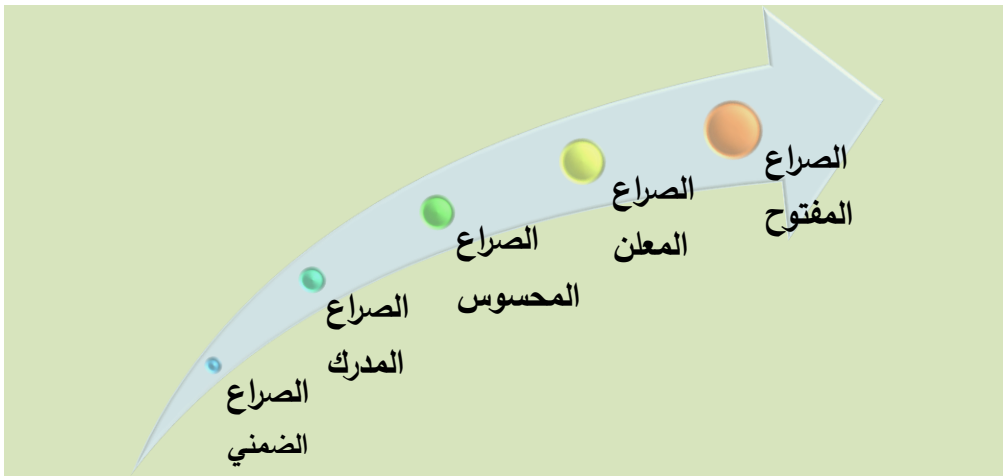 الصراع
الضمني
الصراع
المدرك
الصراع
المحسوس
الصراع
المعلن
الصراع
المفتوح